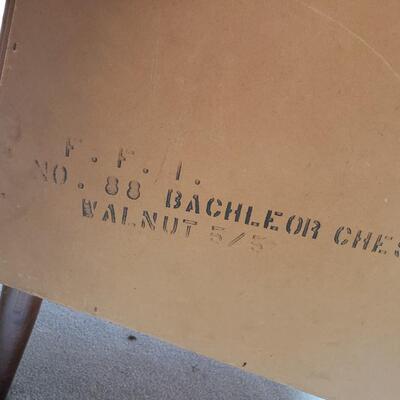 F. F. I.
NO. 88 BACHLEOR CHES
WALNUT 5/5